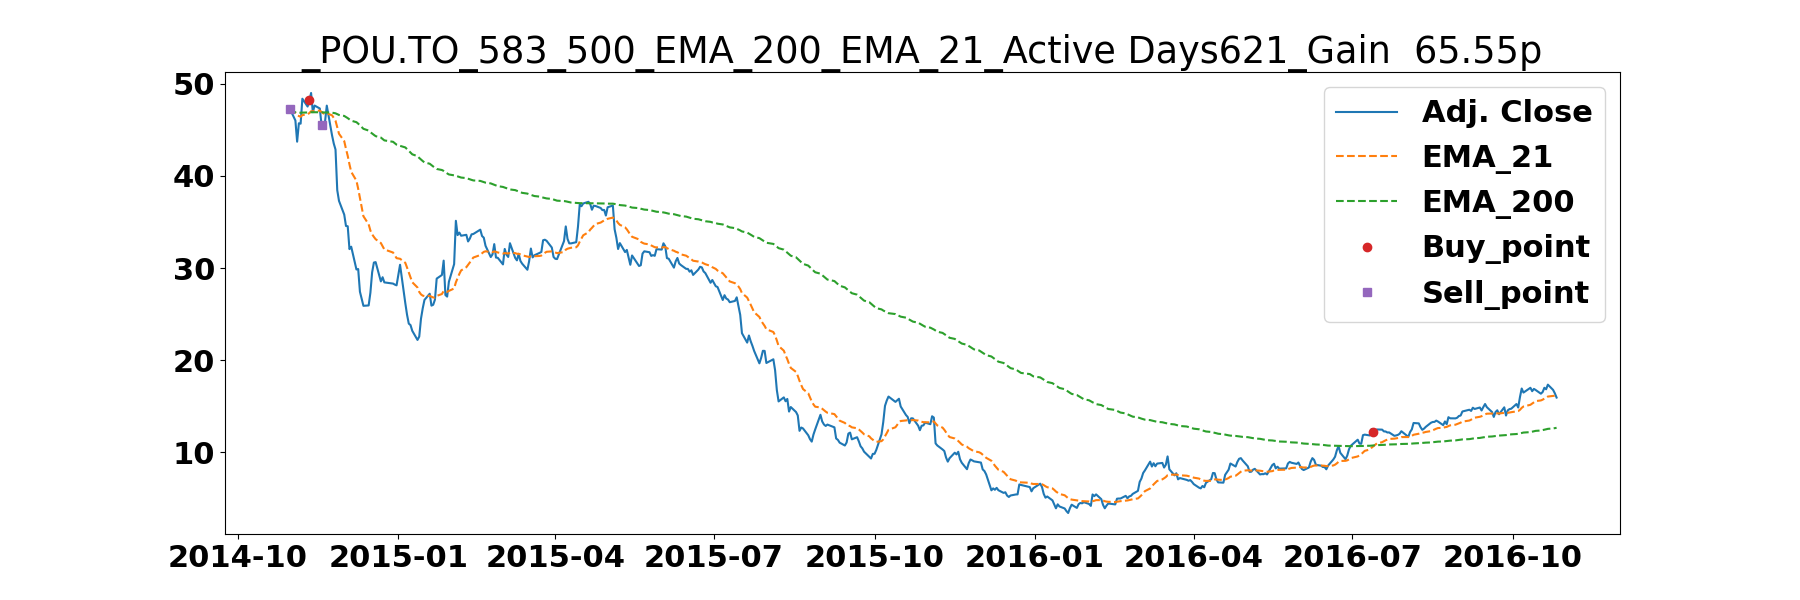 _POU.TO_583_500_EMA_200_EMA_21_Active Days621_Gain  65.55p
50
40
30
20
10
Adj. Close
EMA_21
EMA_200
Buy_point
Sell_point
2014-10 2015-01 2015-04 2015-07 2015-10 2016-01 2016-04 2016-07 2016-10